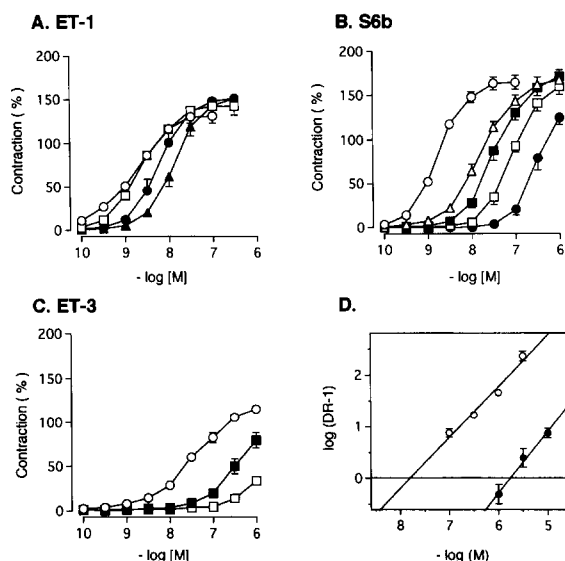 A. ET-1
Contraction ( % )
200
150
100
50
0
10 9 8 7 6
- log [M]
B. S6b
Contraction ( % )
200
150
100
50
0
10 9 8 7 6
- log [M]
C. ET-3
Contraction ( % )
200
150
100
50
0
10 9 8 7 6
- log [M]
D.
log (DR-1)
2
1
0
8 7 6 5
- log (M)